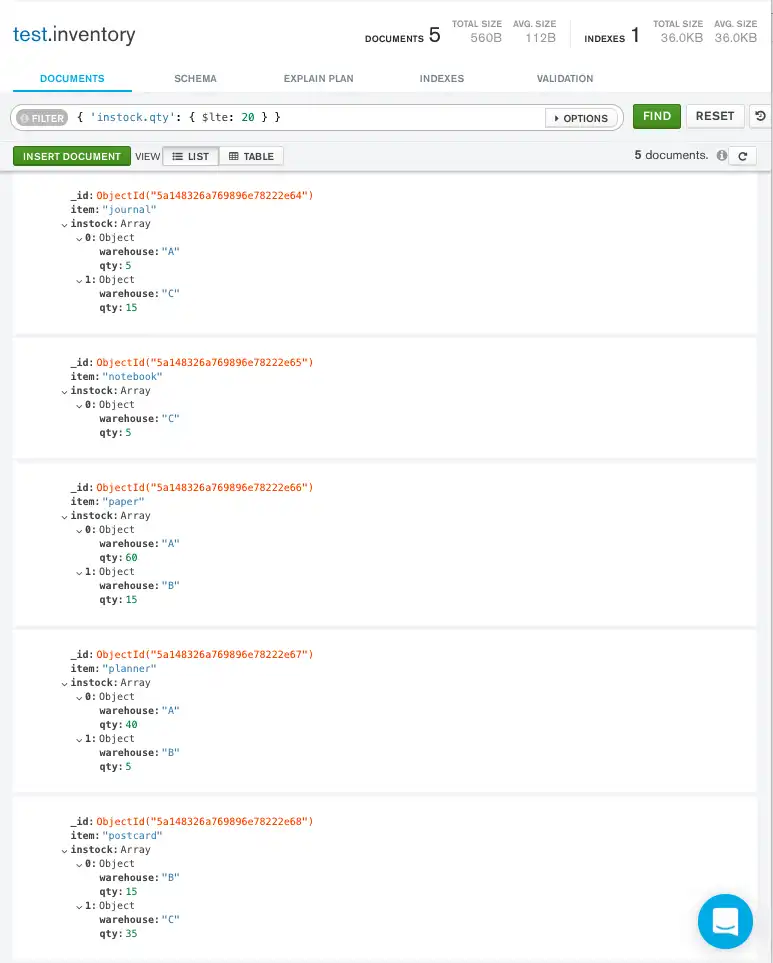 test.inventory
DOCUMENTS 5 TOTAL SIZE 560B AVG. SIZE 112B INDEXES 1 TOTAL SIZE 36.0KB AVG. SIZE 36.0KB
DOCUMENTS SCHEMA EXPLAIN PLAN INDEXES VALIDATION
FILTER { 'instock.qty': { $lte: 20 } } OPTIONS FIND RESET
INSERT DOCUMENT VIEW LIST TABLE 5 documents.
_id: ObjectId("5a148326a769896e78222e64")
item: "journal"
instock: Array
0: Object
warehouse: "A"
qty: 5
1: Object
warehouse: "C"
qty: 15
_id: ObjectId("5a148326a769896e78222e65")
item: "notebook"
instock: Array
0: Object
warehouse: "C"
qty: 5
_id: ObjectId("5a148326a769896e78222e66")
item: "paper"
instock: Array
0: Object
warehouse: "A"
qty: 60
1: Object
warehouse: "B"
qty: 15
_id: ObjectId("5a148326a769896e78222e67")
item: "planner"
instock: Array
0: Object
warehouse: "A"
qty: 40
1: Object
warehouse: "B"
qty: 5
_id: ObjectId("5a148326a769896e78222e68")
item: "postcard"
instock: Array
0: Object
warehouse: "B"
qty: 15
1: Object
warehouse: "C"
qty: 35